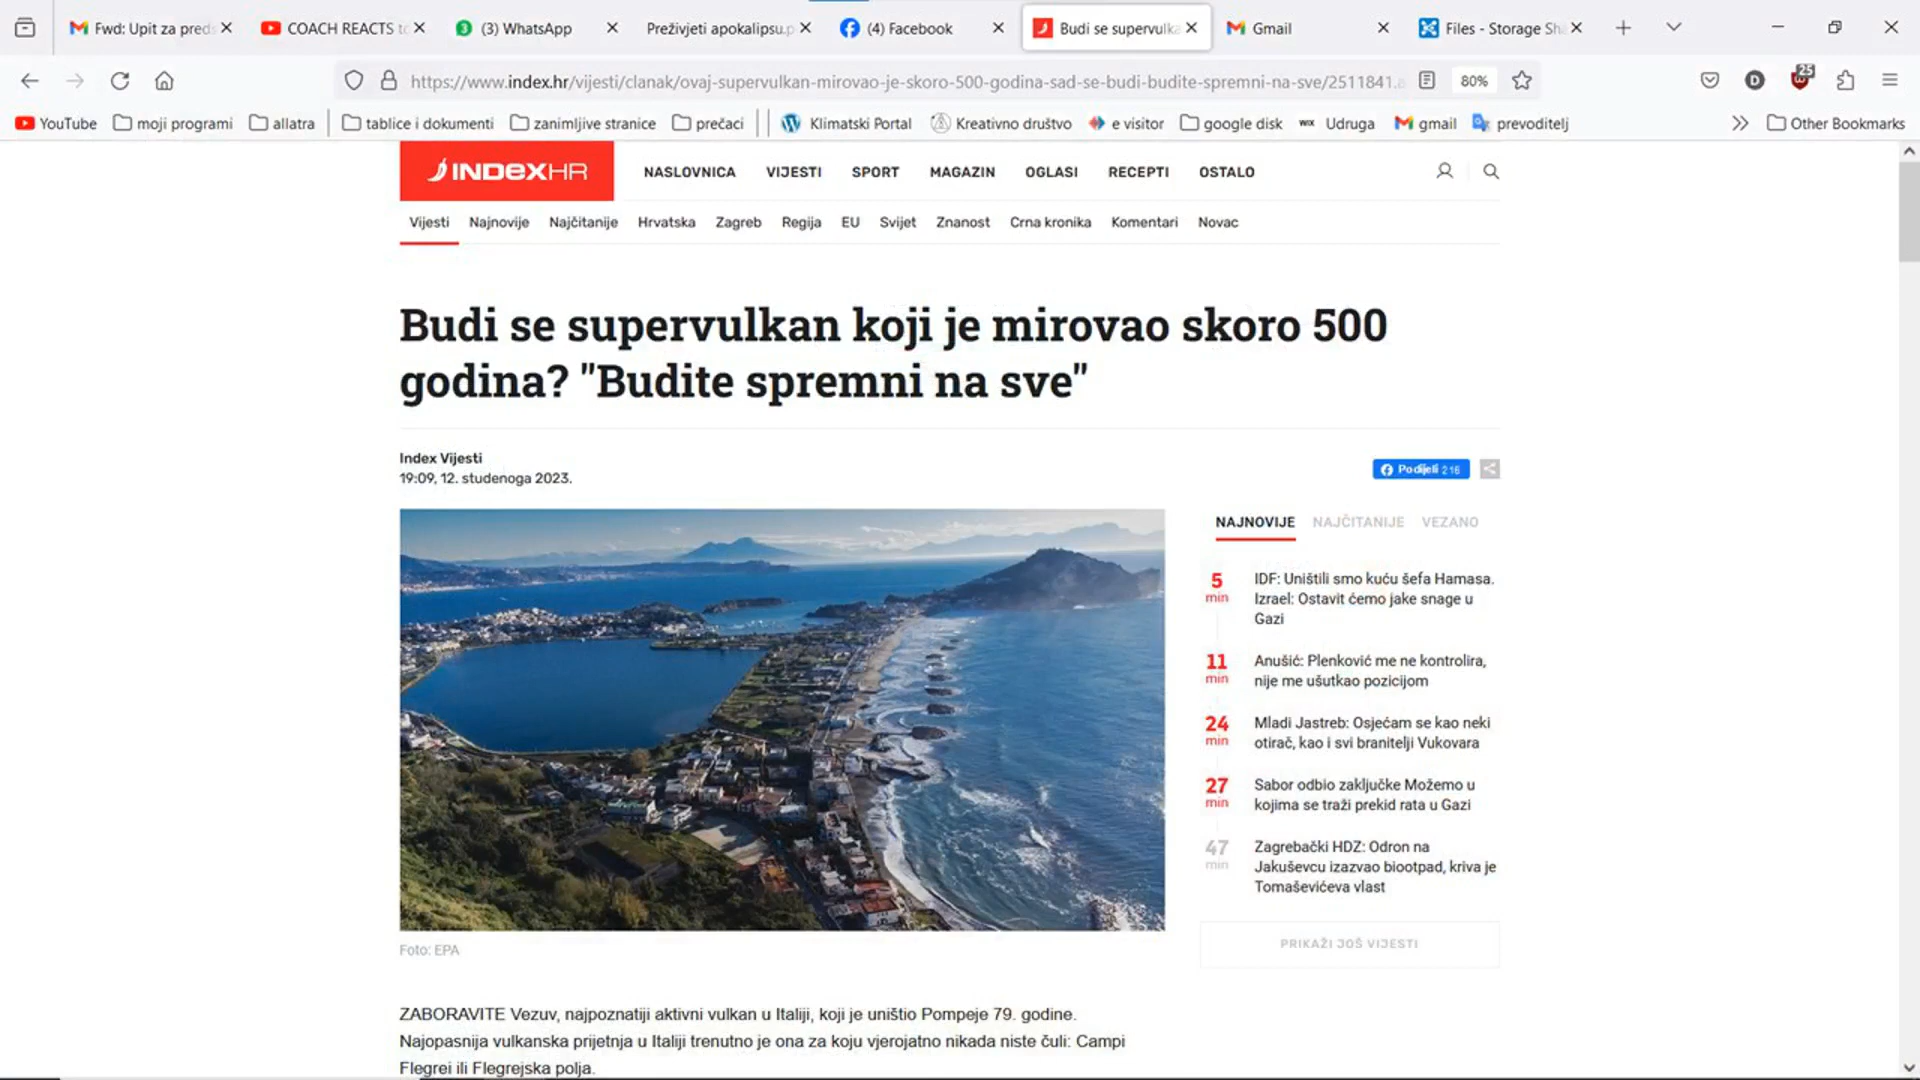 Fwd: Upit za preds
COACH REACTS to
(3) WhatsApp
Preživjeti apokalipsu.p
(4) Facebook
Budi se supervulka
Gmail
Files - Storage Sha
https://www.index.hr/vijesti/clanak/ovaj-supervulkan-mirovao-je-skoro-500-godina-sad-se-budi-budite-spremni-na-sve/2511841.a
80%
25
YouTube
moji programi
allatra
tablice i dokumenti
zanimljive stranice
prečaci
Klimatski Portal
Kreativno društvo
e visitor
google disk
WIX
Udruga
gmail
prevoditelj
Other Bookmarks
INDEXHR
NASLOVNICA
VIJESTI
SPORT
MAGAZIN
OGLASI
RECEPTI
OSTALO
Vijesti
Najnovije
Najčitanije
Hrvatska
Zagreb
Regija
EU
Svijet
Znanost
Crna kronika
Komentari
Novac
Budi se supervulkan koji je mirovao skoro 500
godina? "Budite spremni na sve"
Index Vijesti
19:09, 12. studenoga 2023.
Podijeli 216
Foto: EPA
ZABORAVITE Vezuv, najpoznatiji aktivni vulkan u Italiji, koji je uništio Pompeje 79. godine.
Najopasnija vulkanska prijetnja u Italiji trenutno je ona za koju vjerojatno nikada niste čuli: Campi
Flegrei ili Flegrejska polja.
NAJNOVIJE
NAJČITANIJE
VEZANO
5 min
IDF: Uništili smo kuću šefa Hamasa.
Izrael: Ostavit ćemo jake snage u
Gazi
11 min
Anušić: Plenković me ne kontrolira,
nije me ušutkao pozicijom
24 min
Mladi Jastreb: Osjećam se kao neki
otirač, kao i svi branitelji Vukovara
27 min
Sabor odbio zaključke Možemo u
kojima se traži prekid rata u Gazi
47 min
Zagrebački HDZ: Odron na
Jakuševcu izazvao biootpad, kriva je
Tomaševićeva vlast
PRIKAŽI JOŠ VIJESTI